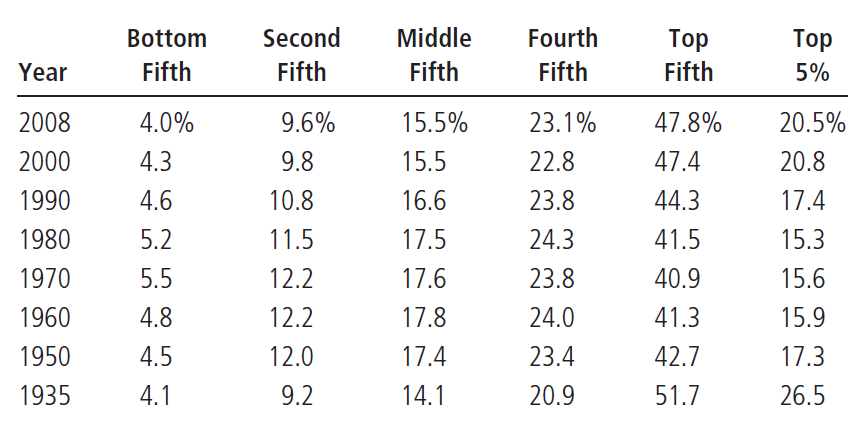 Bottom Second Middle Fourth Top Top
Year Fifth Fifth Fifth Fifth Fifth 5%
2008 4.0% 9.6% 15.5% 23.1% 47.8% 20.5%
2000 4.3 9.8 15.5 22.8 47.4 20.8
1990 4.6 10.8 16.6 23.8 44.3 17.4
1980 5.2 11.5 17.5 24.3 41.5 15.3
1970 5.5 12.2 17.6 23.8 40.9 15.6
1960 4.8 12.2 17.8 24.0 41.3 15.9
1950 4.5 12.0 17.4 23.4 42.7 17.3
1935 4.1 9.2 14.1 20.9 51.7 26.5